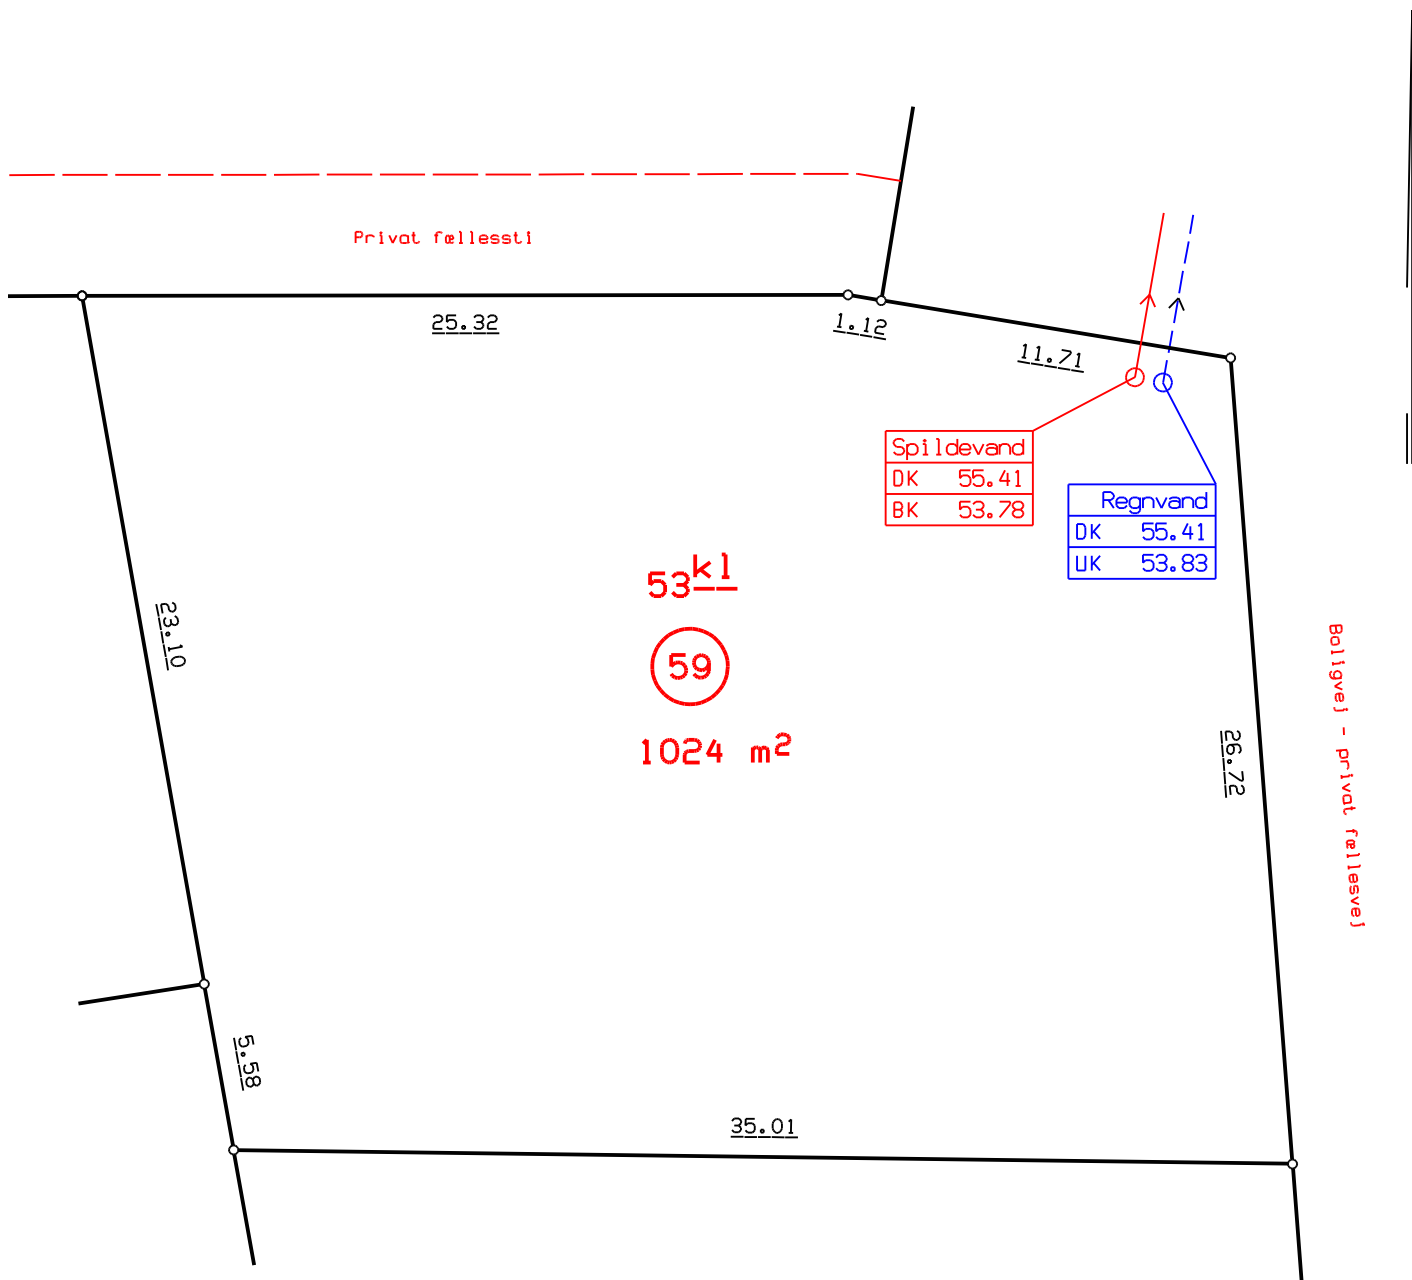 Privat fællessti
25.32
1.12
11.71
Spildevand
DK 55.41
BK 53.78
Regnvand
DK 55.41
UK 53.83
53kl
59
1024 m²
23.10
26.72
Boligvej - privat fællesvej
5.58
35.01